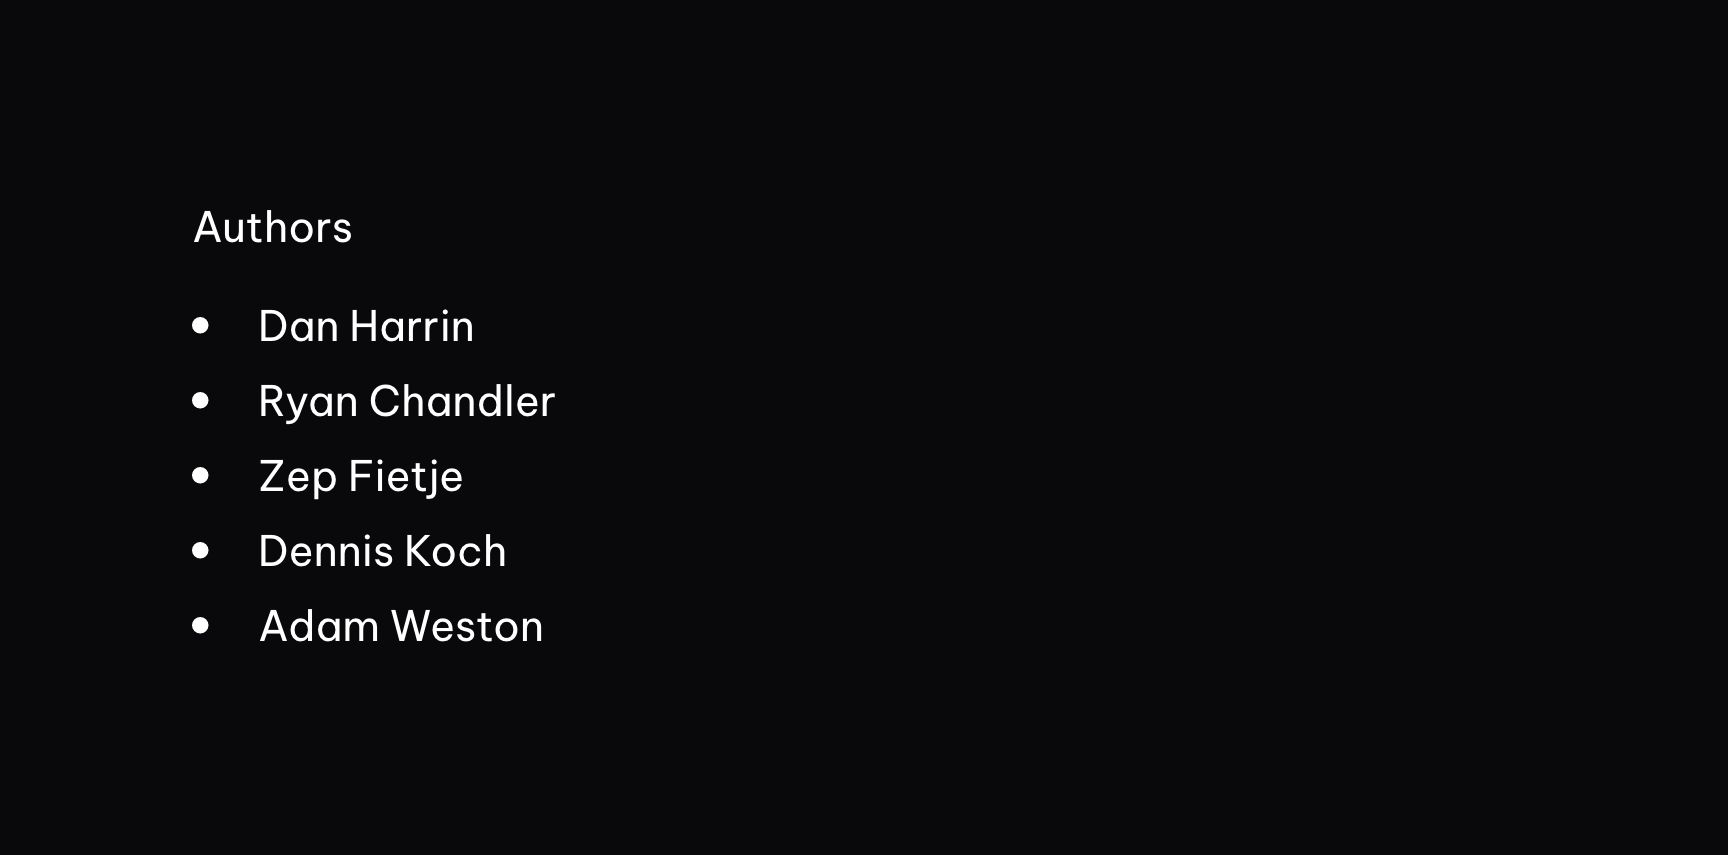 Authors
• Dan Harrin
• Ryan Chandler
• Zep Fietje
• Dennis Koch
• Adam Weston